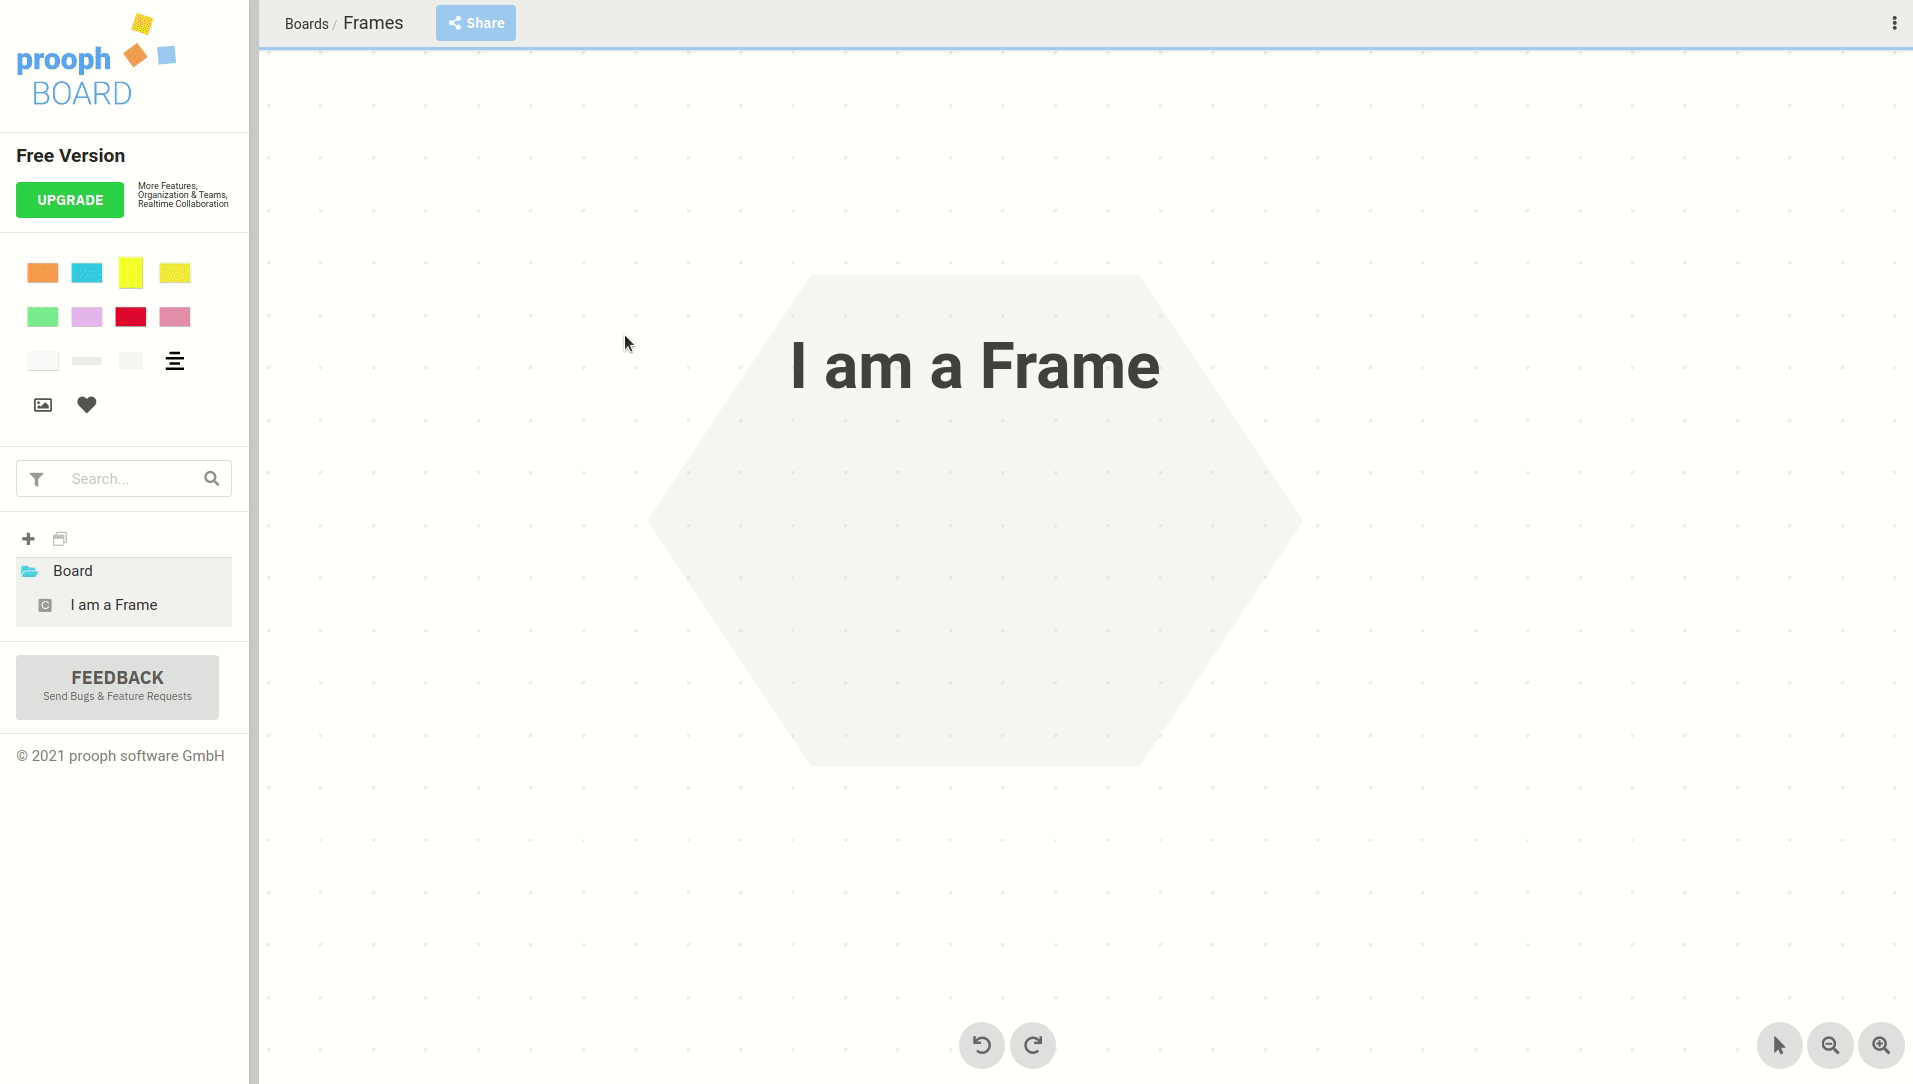 prooph
BOARD
Free Version
UPGRADE
More Features,
Organization & Teams,
Realtime Collaboration
Search...
Board
C
I am a Frame
FEEDBACK
Send Bugs & Feature Requests
© 2021 prooph software GmbH
Boards / Frames
Share
I am a Frame